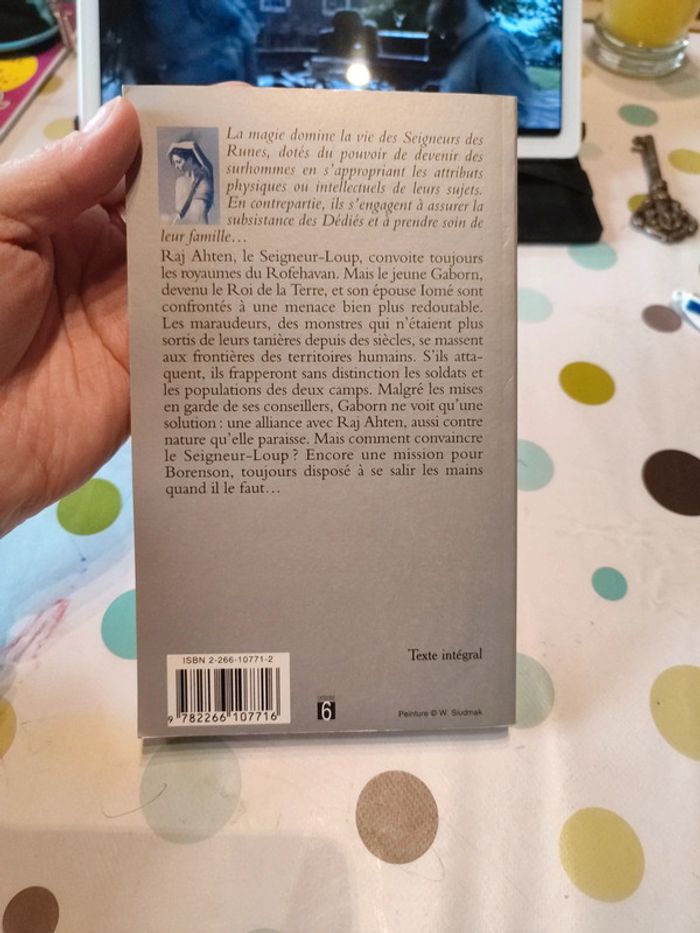 La magie domine la vie des Seigneurs des
Runes, dotés du pouvoir de devenir des
surhommes en s'appropriant les attributs
physiques ou intellectuels de leurs sujets.
En contrepartie, ils s'engagent à assurer la
subsistance des Dédiés et à prendre soin de
leur famille…
Raj Ahten, le Seigneur-Loup, convoite toujours
les royaumes du Rofehavan. Mais le jeune Gaborn,
devenu le Roi de la Terre, et son épouse Iomé sont
confrontés à une menace bien plus redoutable.
Les maraudeurs, des monstres qui n'étaient plus
sortis de leurs tanières depuis des siècles, se massent
aux frontières des territoires humains. S'ils atta-
quent, ils frapperont sans distinction les soldats et
les populations des deux camps. Malgré les mises
en garde de ses conseillers, Gaborn ne voit qu'une
solution : une alliance avec Raj Ahten, aussi contre
nature qu'elle paraisse. Mais comment convaincre
le Seigneur-Loup ? Encore une mission pour
Borenson, toujours disposé à se salir les mains
quand il le faut…
Texte intégral
ISBN 2-266-10771-2
9 782266 107716
6
Peinture © W. Siudmak